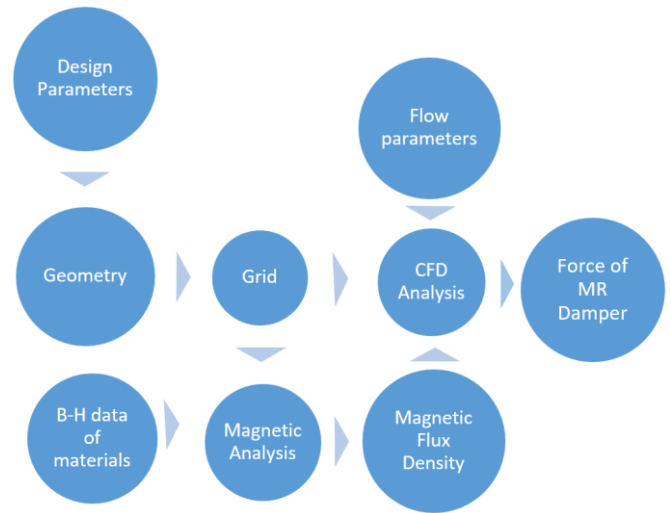 Design
Parameters
Flow
parameters
Geometry
Grid
CFD
Analysis
Force of
MR
Damper
B-H data
of
materials
Magnetic
Analysis
Magnetic
Flux
Density